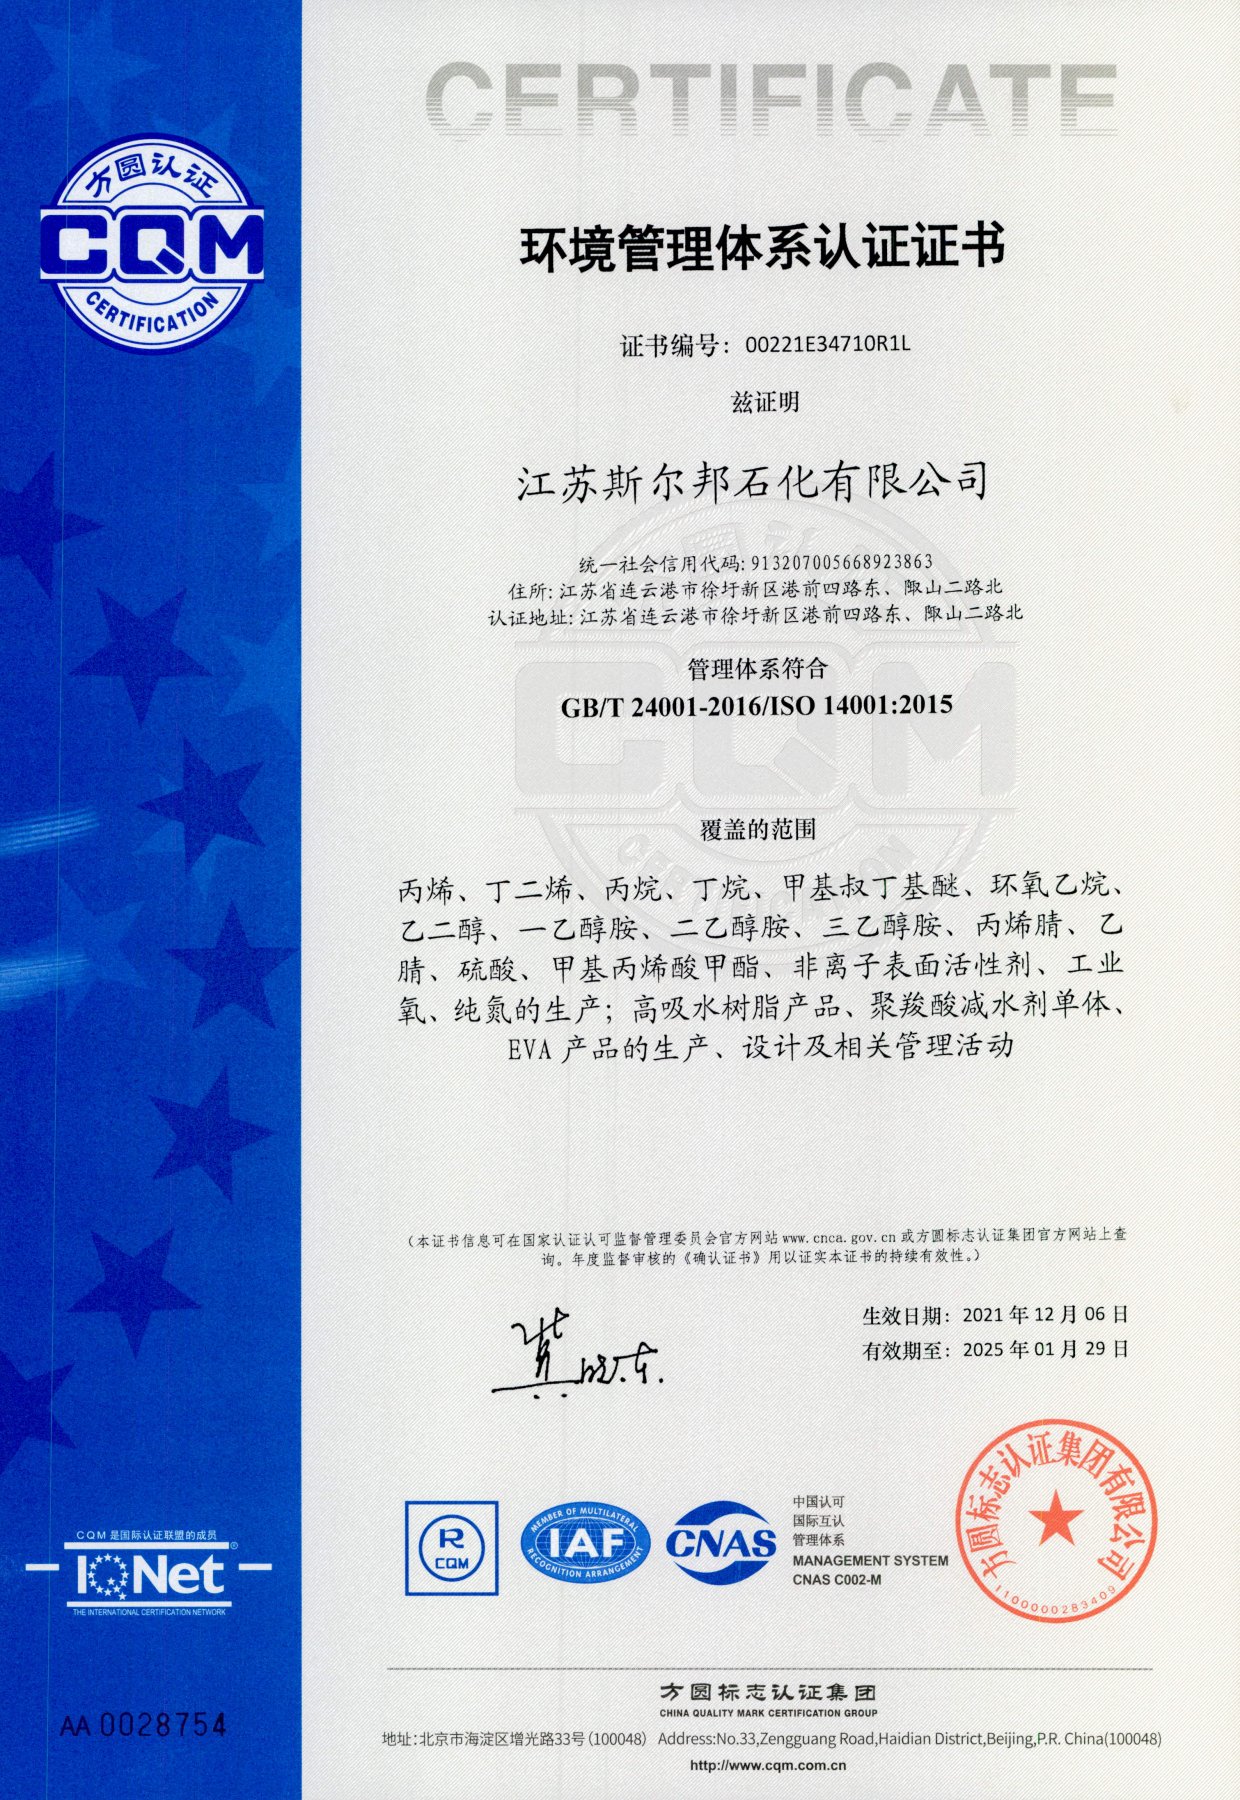 CERTIFICATE
方圆认证
CQM
CERTIFICATION
环境管理体系认证证书
证书编号：00221E34710R1L
兹证明
江苏斯尔邦石化有限公司
统一社会信用代码: 913207005668923863
住所: 江苏省连云港市徐圩新区港前四路东、陬山二路北
认证地址: 江苏省连云港市徐圩新区港前四路东、陬山二路北
管理体系符合
GB/T 24001-2016/ISO 14001:2015
覆盖的范围
丙烯、丁二烯、丙烷、丁烷、甲基叔丁基醚、环氧乙烷、
乙二醇、一乙醇胺、二乙醇胺、三乙醇胺、丙烯腈、乙
腈、硫酸、甲基丙烯酸甲酯、非离子表面活性剂、工业
氧、纯氮的生产；高吸水树脂产品、聚羧酸减水剂单体、
EVA 产品的生产、设计及相关管理活动
（本证书信息可在国家认证认可监督管理委员会官方网站 www.cnca.gov.cn 或方圆标志认证集团官方网站上查
询。年度监督审核的《确认证书》用以证实本证书的持续有效性。）
生效日期：2021 年 12 月 06 日
有效期至：2025 年 01 月 29 日
R
CQM
MEMBER OF MULTILATERAL
IAF
RECOGNITION ARRANGEMENT
CNAS
中国认可
国际互认
管理体系
MANAGEMENT SYSTEM
CNAS C002-M
方圆标志认证集团有限公司
1100000283409
CQM 是国际认证联盟的成员
IQNet®
THE INTERNATIONAL CERTIFICATION NETWORK
AA 0028754
方圆标志认证集团
CHINA QUALITY MARK CERTIFICATION GROUP
地址：北京市海淀区增光路33号（100048） Address:No.33,Zengguang Road,Haidian District,Beijing,P.R. China(100048)
http://www.cqm.com.cn